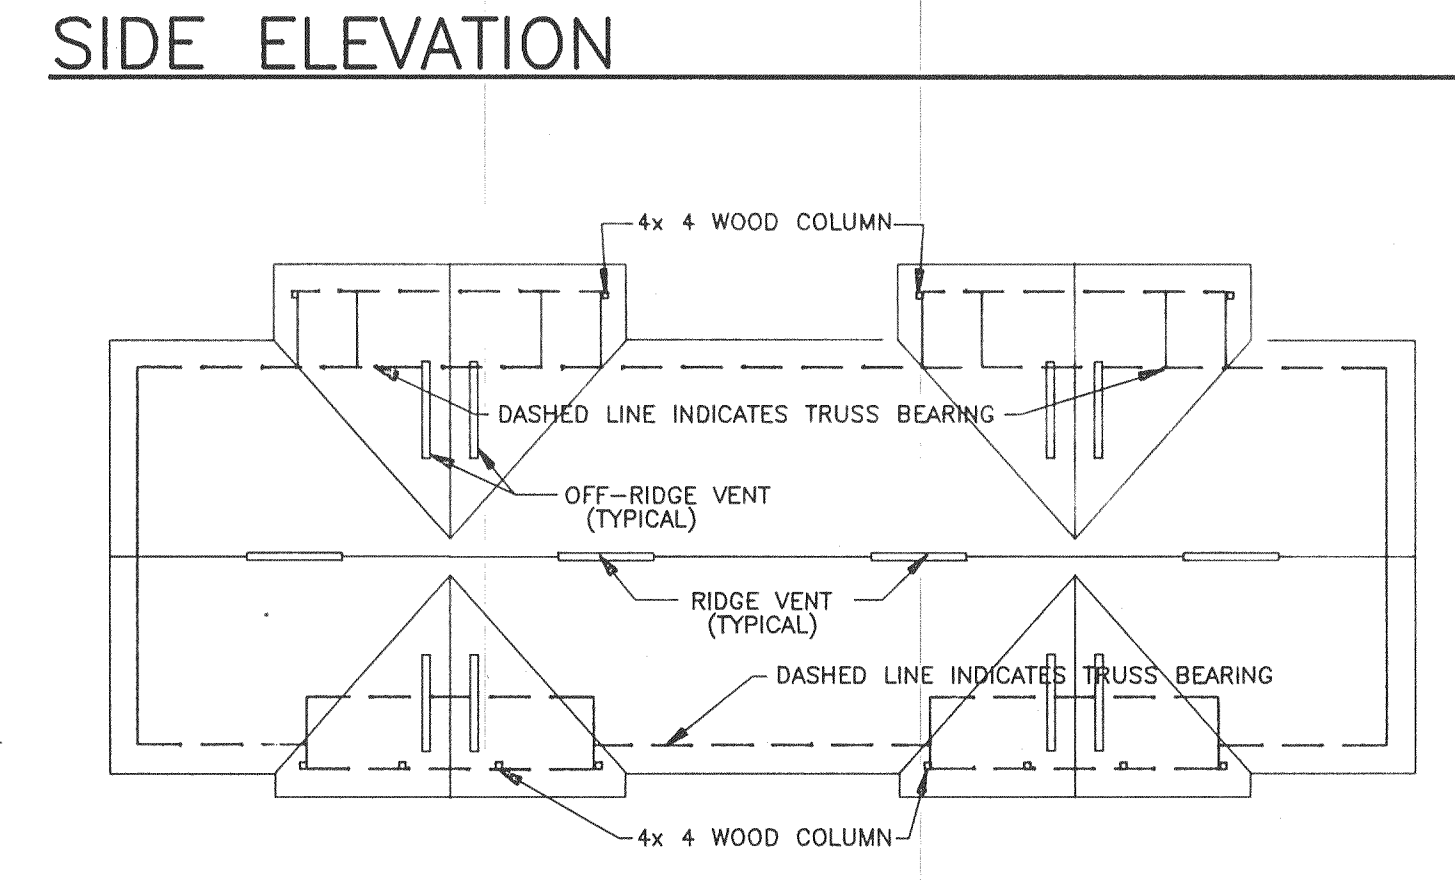 SIDE ELEVATION
4x 4 WOOD COLUMN
DASHED LINE INDICATES TRUSS BEARING
OFF-RIDGE VENT
(TYPICAL)
RIDGE VENT
(TYPICAL)
DASHED LINE INDICATES TRUSS BEARING
4x 4 WOOD COLUMN